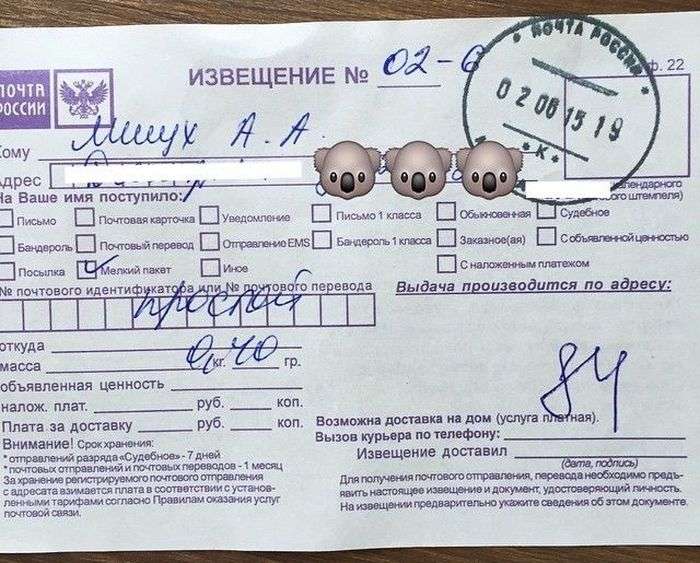 ПОЧТА РОССИИ
ИЗВЕЩЕНИЕ № 02-6
ф. 22
ПОЧТА РОССИИ
02 06 15 19
*К*
Кому Мицух А. А.
Адрес
На Ваше имя поступило:
календарного
штемпеля)
Письмо Почтовая карточка Уведомление Письмо 1 класса Обыкновенная Судебное
Бандероль Почтовый перевод Отправление EMS Бандероль 1 класса Заказное(ая) С объявленной ценностью
Посылка Мелкий пакет Иное С наложенным платежом
№ почтового идентификатора или № почтового перевода
простой
Выдача производится по адресу:
откуда
масса 0, кг. 40 гр.
84
объявленная ценность
налож. плат. руб. коп.
Плата за доставку руб. коп.
Возможна доставка на дом (услуга платная).
Вызов курьера по телефону:
Извещение доставил
(дата, подпись)
Внимание! Срок хранения:
* отправлений разряда «Судебное» - 7 дней
* почтовых отправлений и почтовых переводов - 1 месяц
За хранение регистрируемого почтового отправления
с адресата взимается плата в соответствии с установ-
ленными тарифами согласно Правилам оказания услуг
почтовой связи.
Для получения почтового отправления, перевода необходимо предъ-
явить настоящее извещение и документ, удостоверяющий личность.
На извещении предварительно укажите сведения об этом документе.